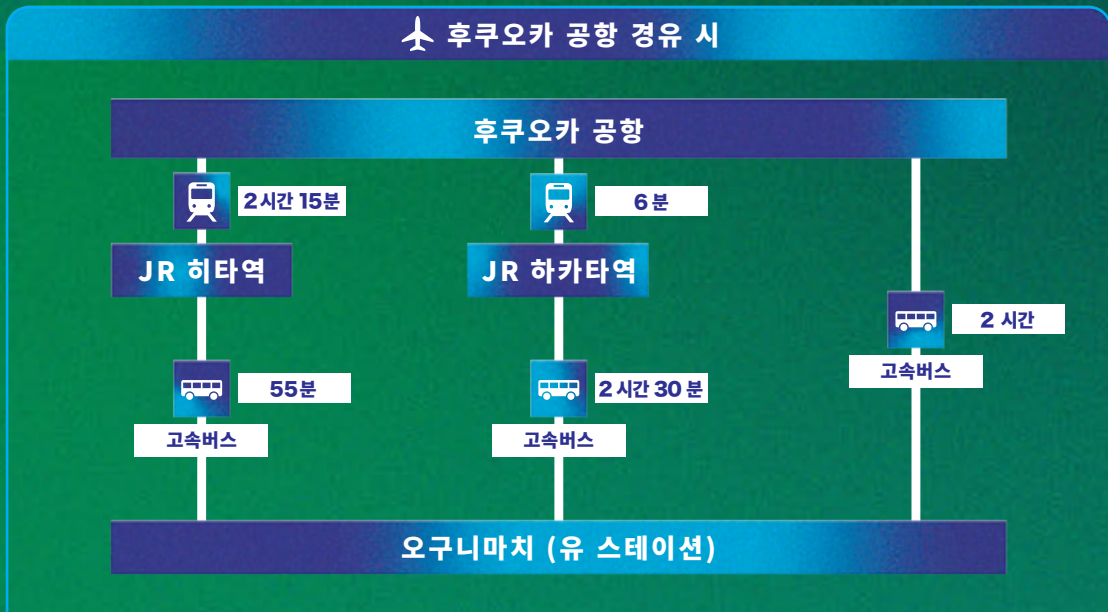 후쿠오카 공항 경유 시
후쿠오카 공항
2시간 15분
6 분
JR 히타역
JR 하카타역
2 시간
고속버스
55분
2 시간 30 분
고속버스
고속버스
오구니마치 (유 스테이션)